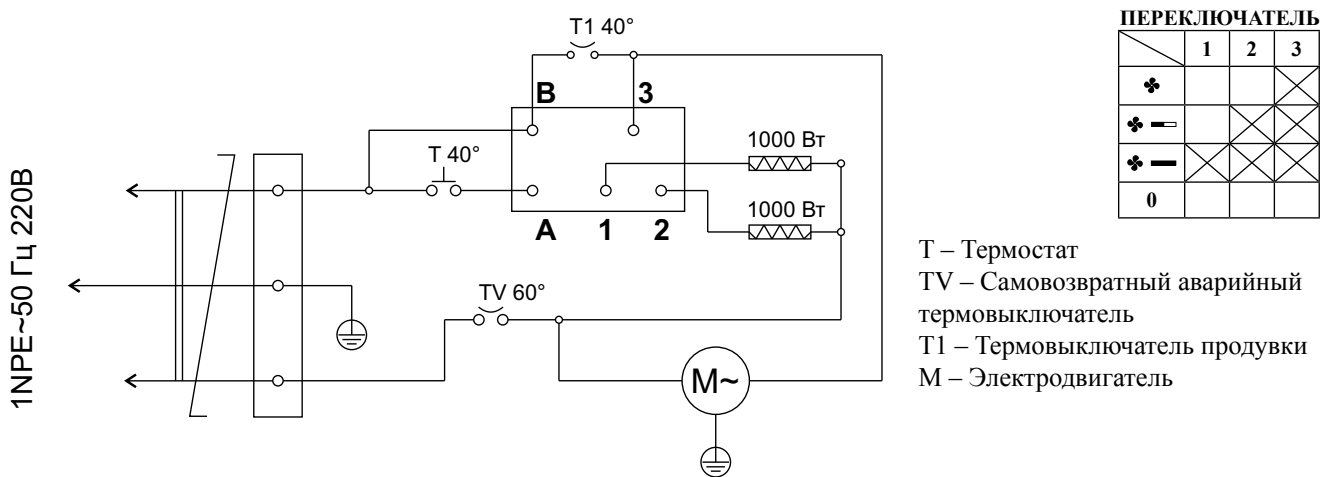 1NPE~50 Гц 220В
T1 40°
B
3
T 40°
1000 Вт
1000 Вт
A
1
2
TV 60°
M~
ПЕРЕКЛЮЧАТЕЛЬ
1 2 3
0
T – Термостат
TV – Самовозвратный аварийный
термовыключатель
T1 – Термовыключатель продувки
M – Электродвигатель